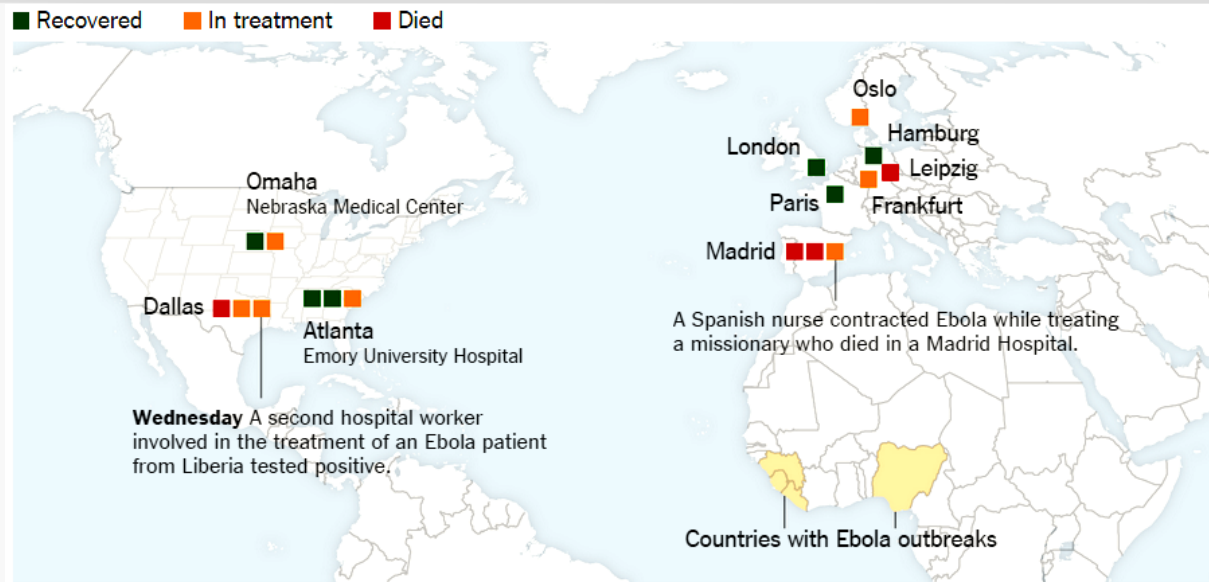 Recovered In treatment Died
Oslo
Hamburg
London
Leipzig
Omaha
Nebraska Medical Center
Paris
Frankfurt
Madrid
Dallas
Atlanta
Emory University Hospital
A Spanish nurse contracted Ebola while treating
a missionary who died in a Madrid Hospital.
Wednesday A second hospital worker
involved in the treatment of an Ebola patient
from Liberia tested positive.
Countries with Ebola outbreaks